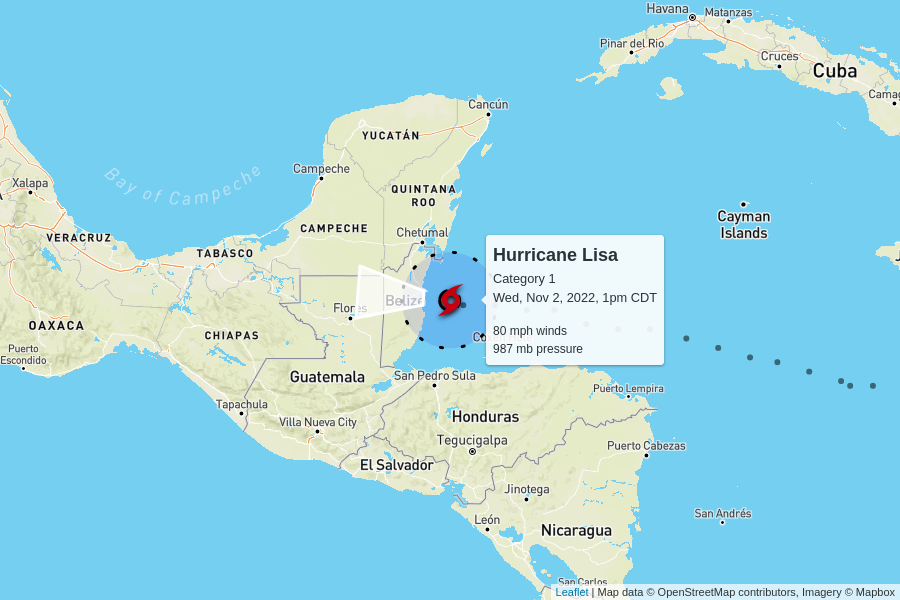 Havana
Matanzas
Pinar del Rio
Cruces
Cuba
Cancún
YUCATÁN
Bay of Campeche
Campeche
Xalapa
QUINTANA
ROO
Cayman
Islands
CAMPECHE
Chetumal
VERACRUZ
TABASCO
Hurricane Lisa
Category 1
Wed, Nov 2, 2022, 1pm CDT
80 mph winds
987 mb pressure
Belize
Flores
OAXACA
CHIAPAS
Puerto
Escondido
Guatemala
San Pedro Sula
Puerto Lempira
Tapachula
Villa Nueva City
Honduras
Tegucigalpa
Puerto Cabezas
El Salvador
Jinotega
León
San Andrés
Nicaragua
San Carlos
Leaflet | Map data © OpenStreetMap contributors, Imagery © Mapbox